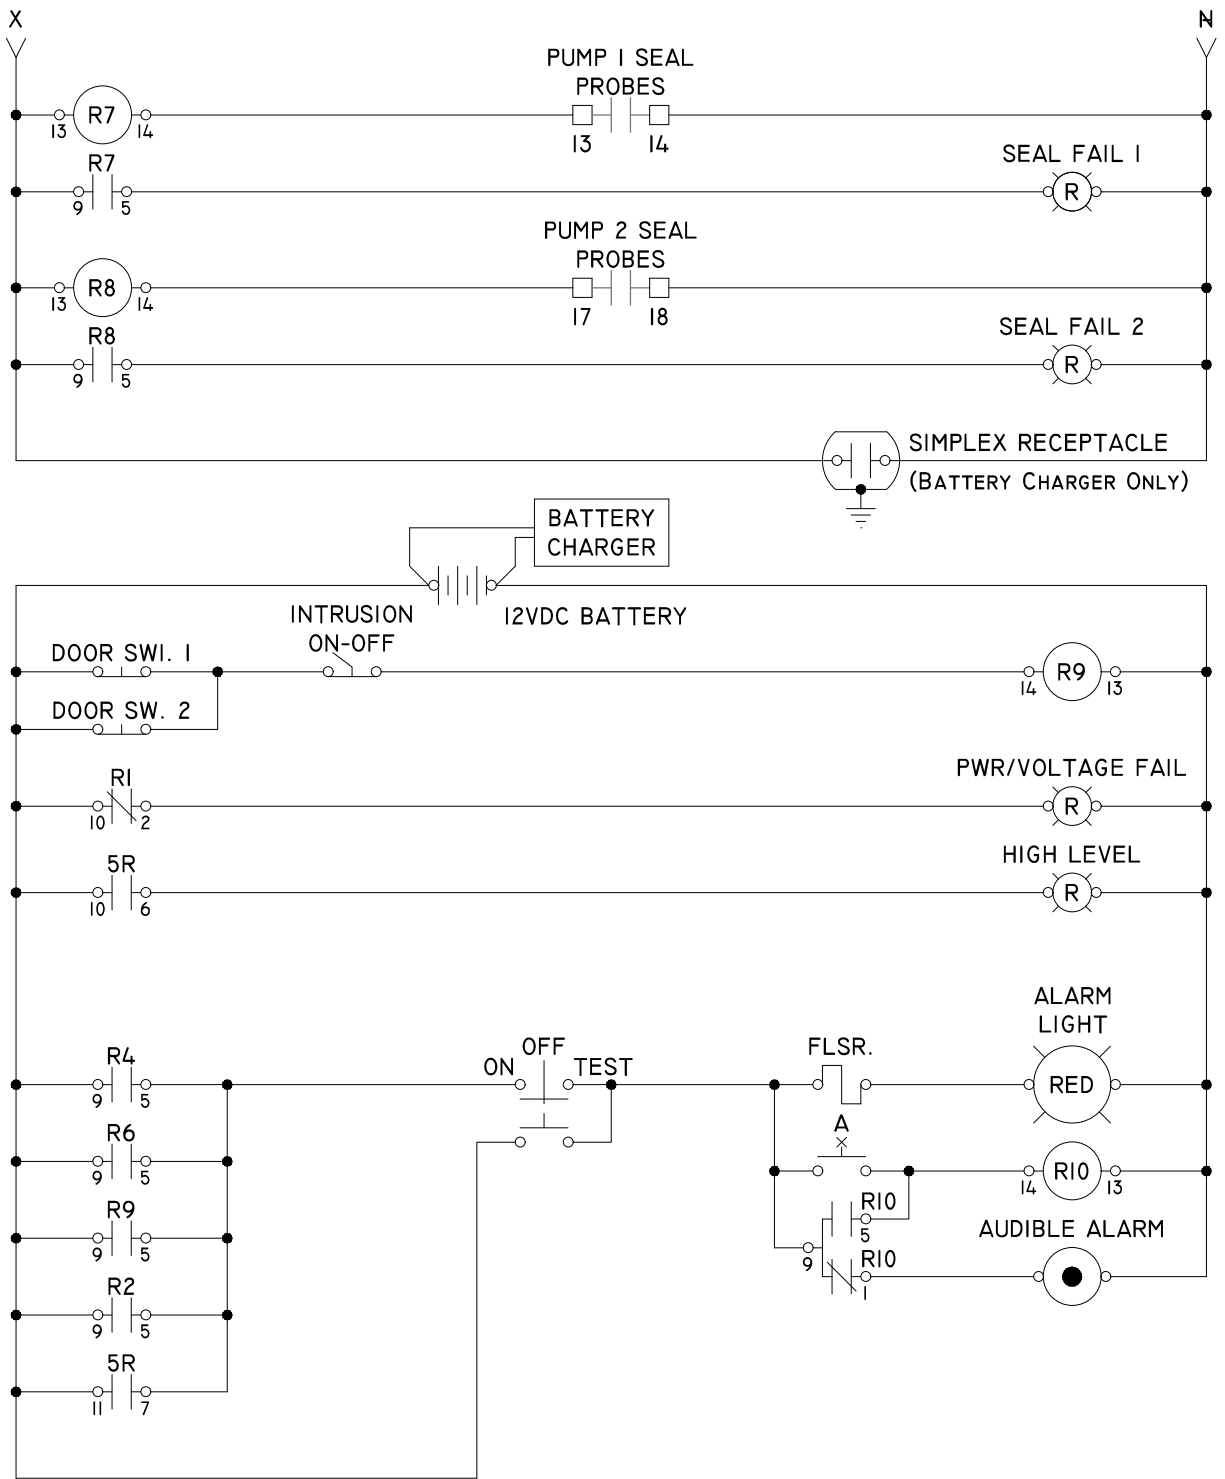 X N
PUMP 1 SEAL
PROBES
R7
13 14
13 14
R7
9 5
SEAL FAIL 1
R
PUMP 2 SEAL
PROBES
R8
13 14
17 18
R8
9 5
SEAL FAIL 2
R
SIMPLEX RECEPTACLE
(BATTERY CHARGER ONLY)
BATTERY
CHARGER
12VDC BATTERY
INTRUSION
ON-OFF
DOOR SW1. 1
R9
14 13
DOOR SW. 2
R1
10 2
PWR/VOLTAGE FAIL
R
5R
10 6
HIGH LEVEL
R
ALARM
LIGHT
R4
9 5
OFF
ON TEST
FLSR.
RED
R6
9 5
A
R10
14 13
R9
9 5
R10
5
9
R10
1
AUDIBLE ALARM
R2
9 5
5R
11 7